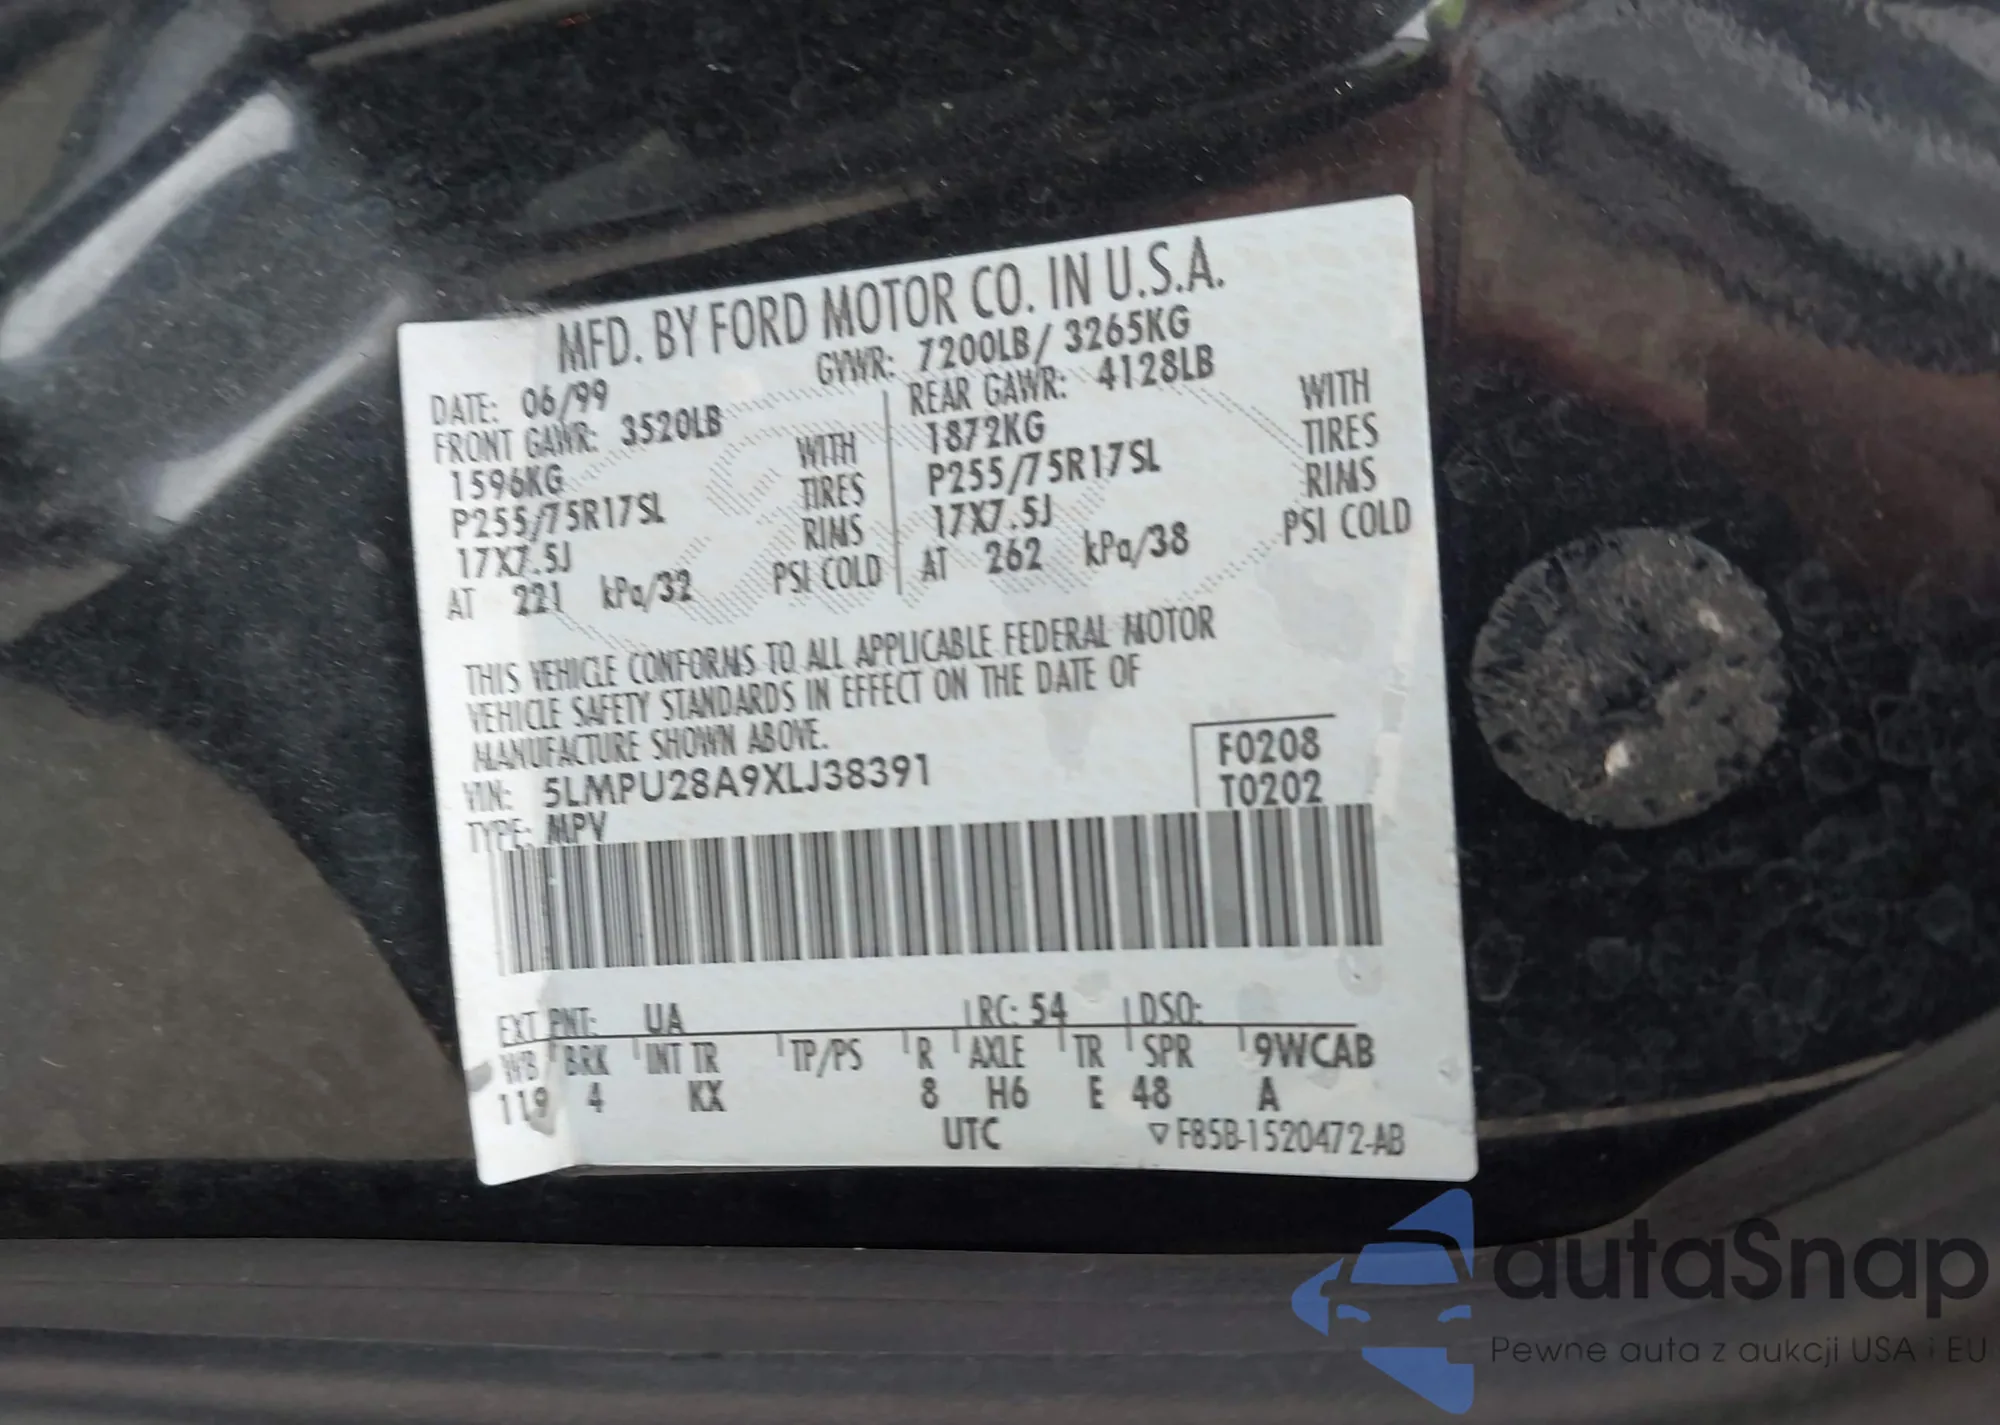 MFD. BY FORD MOTOR CO. IN U.S.A.
DATE: 06/99 GVWR: 7200LB/ 3265KG
FRONT GAWR: 3520LB REAR GAWR: 4128LB
1596KG WITH 1872KG WITH
P255/75R17SL TIRES P255/75R17SL TIRES
17X7.5J RIMS 17X7.5J RIMS
AT 221 kPa/32 PSI COLD AT 262 kPa/38 PSI COLD
THIS VEHICLE CONFORMS TO ALL APPLICABLE FEDERAL MOTOR
VEHICLE SAFETY STANDARDS IN EFFECT ON THE DATE OF
MANUFACTURE SHOWN ABOVE.
VIN: 5LMPU28A9XLJ38391 F0208
TYPE: MPV T0202
EXT PNT: UA RC: 54 DSO:
WB BRK INT TR TP/PS R AXLE TR SPR 9WCAB
119 4 KX 8 H6 E 48 A
UTC ▽ F85B-1520472-AB
autaSnap
Pewne auta z aukcji USA i EU